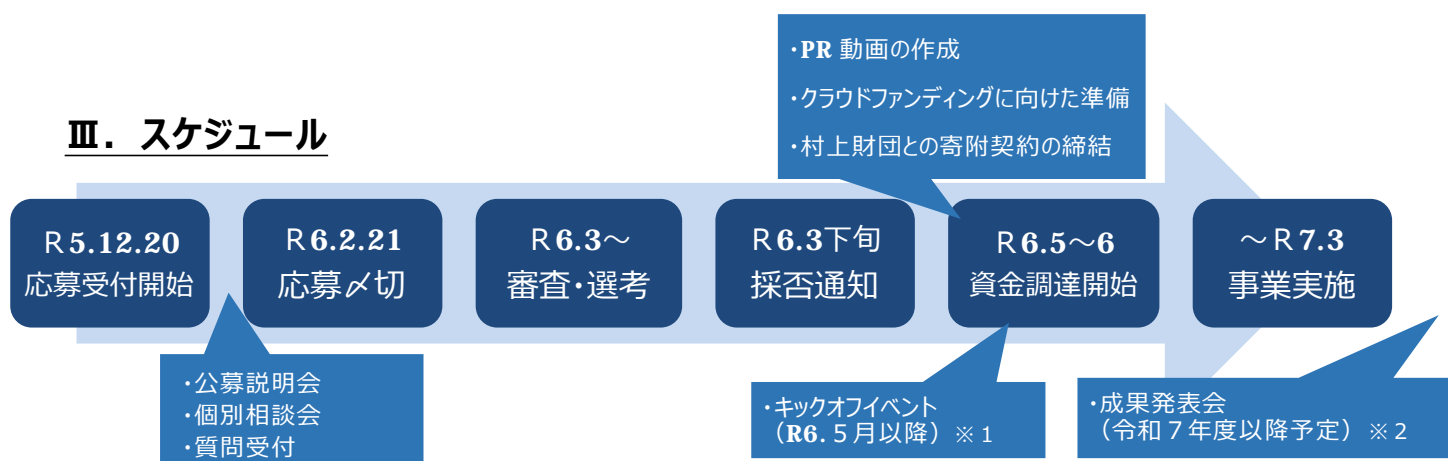 ・PR 動画の作成
・クラウドファンディングに向けた準備
・村上財団との寄附契約の締結
Ⅲ．スケジュール
Ｒ5.12.20
応募受付開始
Ｒ6.2.21
応募〆切
Ｒ6.3～
審査・選考
Ｒ6.3下旬
採否通知
Ｒ6.5～6
資金調達開始
～Ｒ7.3
事業実施
・公募説明会
・個別相談会
・質問受付
・キックオフイベント
（R6.５月以降）※１
・成果発表会
（令和７年度以降予定）※２